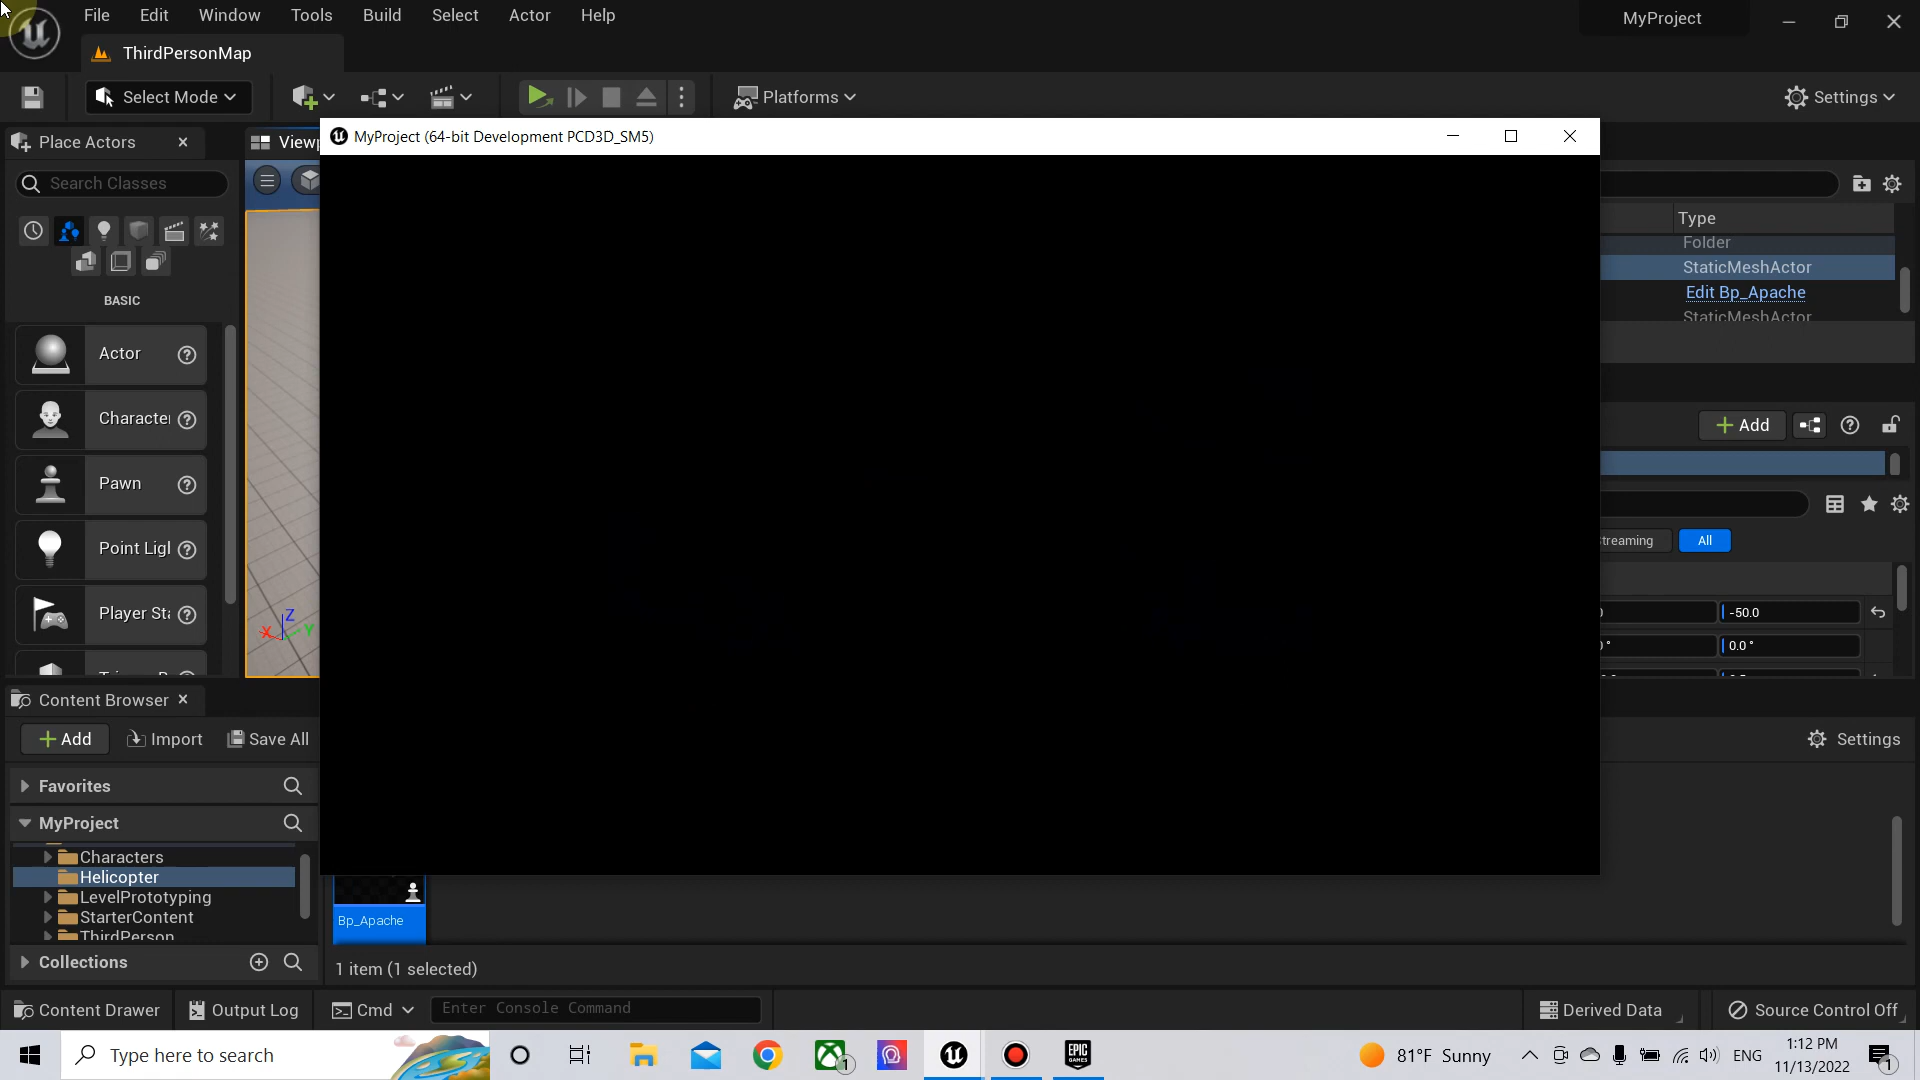 File Edit Window Tools Build Select Actor Help
MyProject
ThirdPersonMap
Select Mode
Platforms
Settings
Place Actors
Search Classes
BASIC
Actor
Pawn
MyProject (64-bit Development PCD3D_SM5)
Type
Folder
StaticMeshActor
Edit Bp_Apache
StaticMeshActor
Add
All
-50.0
0.0 °
Z
X
Y
Content Browser
Add
Import
Save All
Settings
Favorites
MyProject
Characters
Helicopter
LevelPrototyping
StarterContent
ThirdPerson
Collections
Bp_Apache
1 item (1 selected)
Content Drawer
Output Log
Cmd
Enter Console Command
Derived Data
Source Control Off
Type here to search
EPIC
GAMES
81°F Sunny
ENG
1:12 PM
11/13/2022
1
1